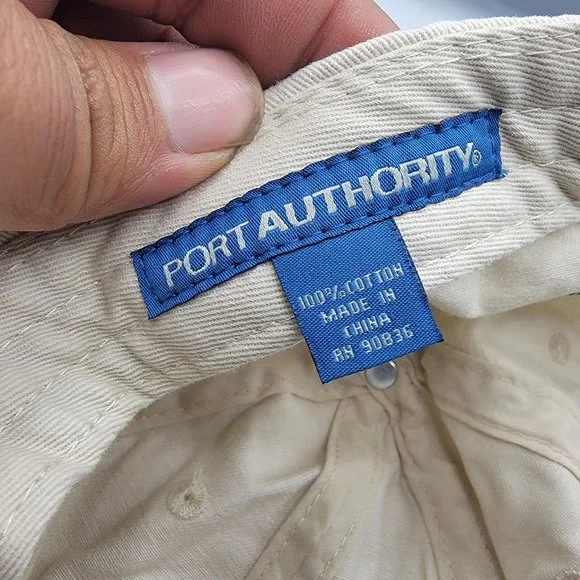 PORT AUTHORITY®
100% COTTON
MADE IN
CHINA
RN 90836